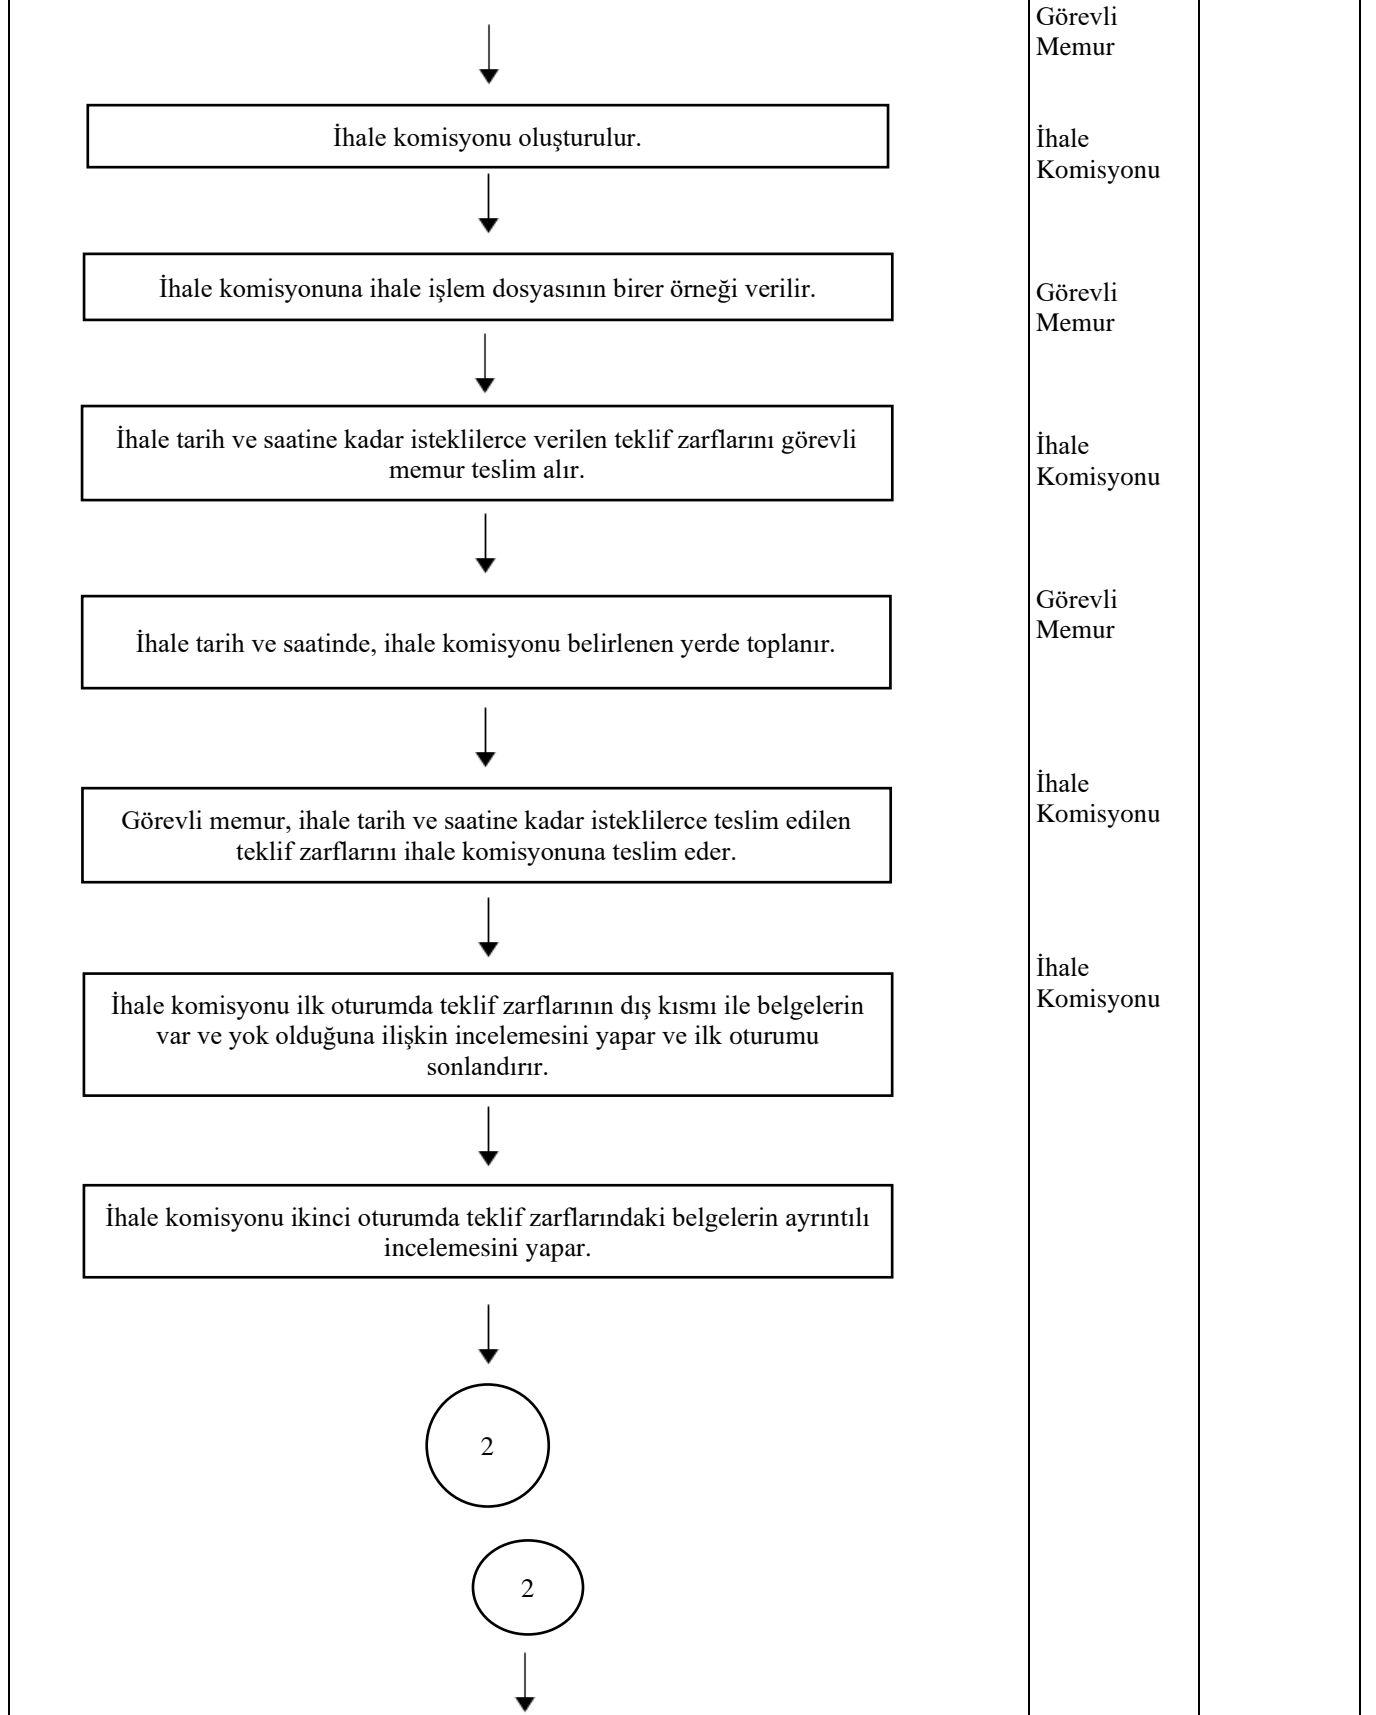 Görevli
Memur
İhale komisyonu oluşturulur.
İhale
Komisyonu
İhale komisyonuna ihale işlem dosyasının birer örneği verilir.
Görevli
Memur
İhale tarih ve saatine kadar isteklilerce verilen teklif zarflarını görevli
memur teslim alır.
İhale
Komisyonu
İhale tarih ve saatinde, ihale komisyonu belirlenen yerde toplanır.
Görevli
Memur
Görevli memur, ihale tarih ve saatine kadar isteklilerce teslim edilen
teklif zarflarını ihale komisyonuna teslim eder.
İhale
Komisyonu
İhale komisyonu ilk oturumda teklif zarflarının dış kısmı ile belgelerin
var ve yok olduğuna ilişkin incelemesini yapar ve ilk oturumu
sonlandırır.
İhale
Komisyonu
İhale komisyonu ikinci oturumda teklif zarflarındaki belgelerin ayrıntılı
incelemesini yapar.
2
2